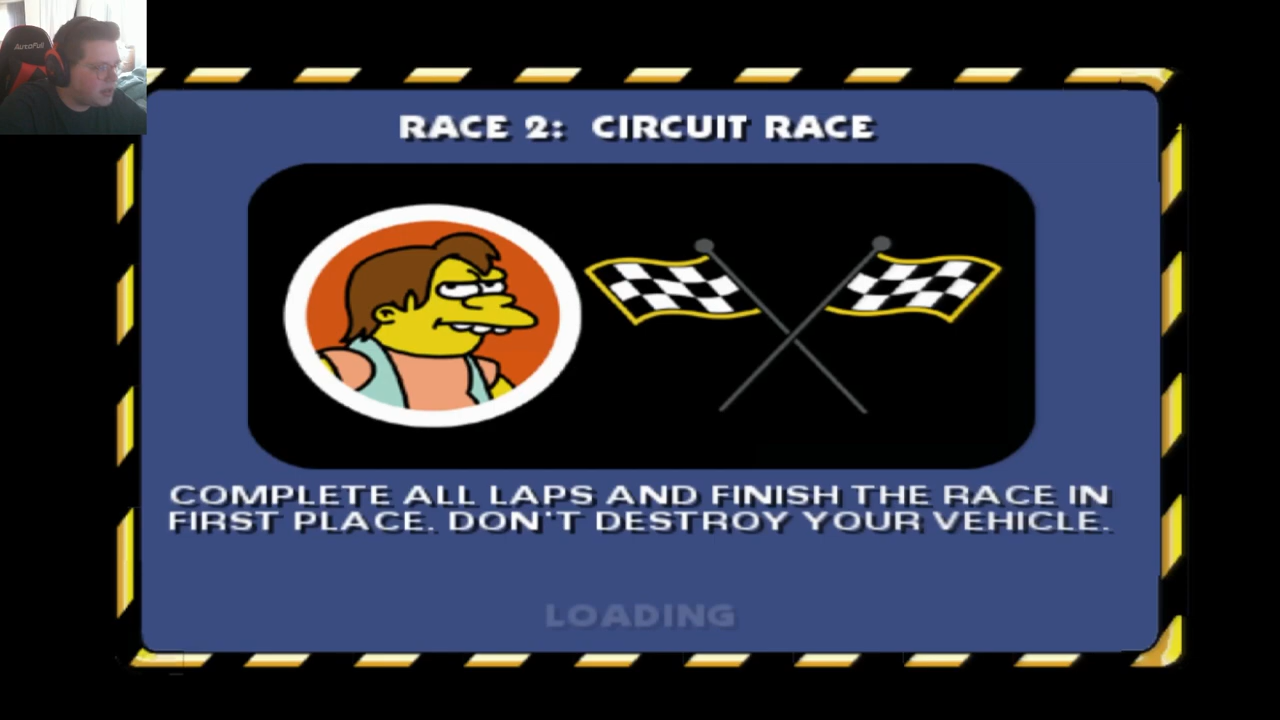 AutoFull
RACE 2: CIRCUIT RACE
COMPLETE ALL LAPS AND FINISH THE RACE IN
FIRST PLACE. DON'T DESTROY YOUR VEHICLE.
LOADING